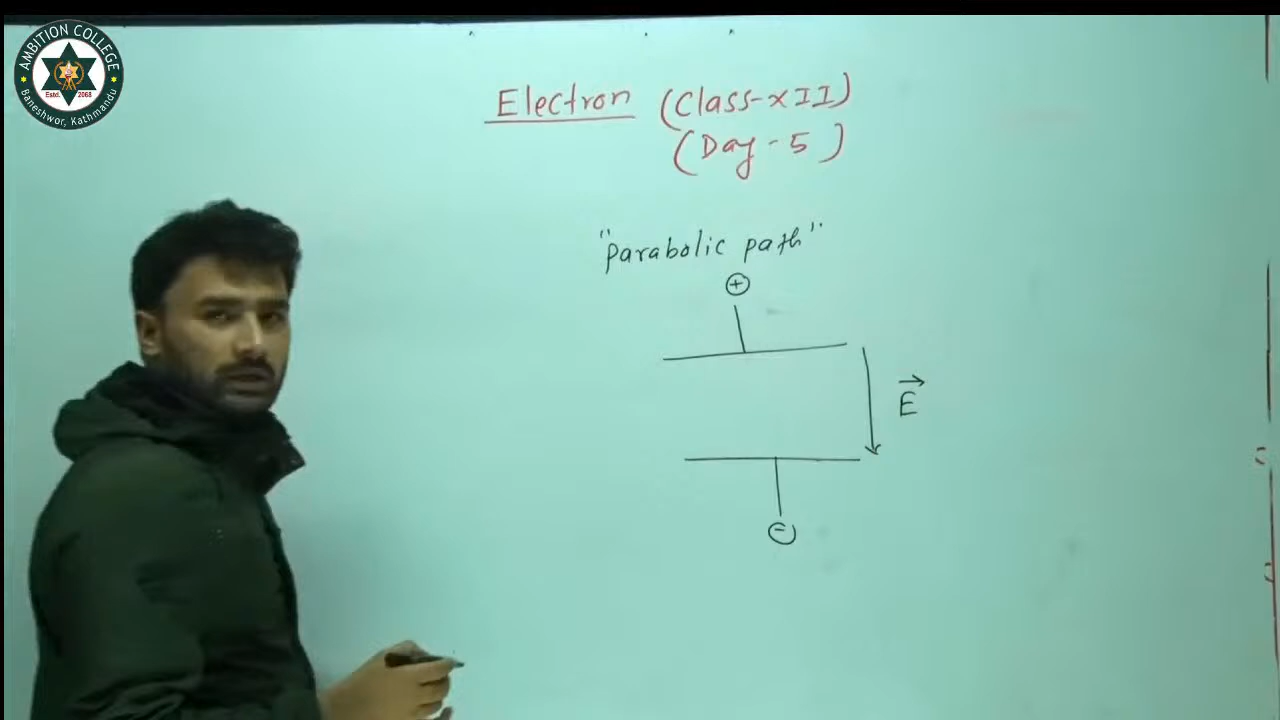 AMBITION COLLEGE
Estd. 2068
Baneshwor, Kathmandu
Electron (Class-XII)
(Day-5)
"parabolic path"
+
E
-